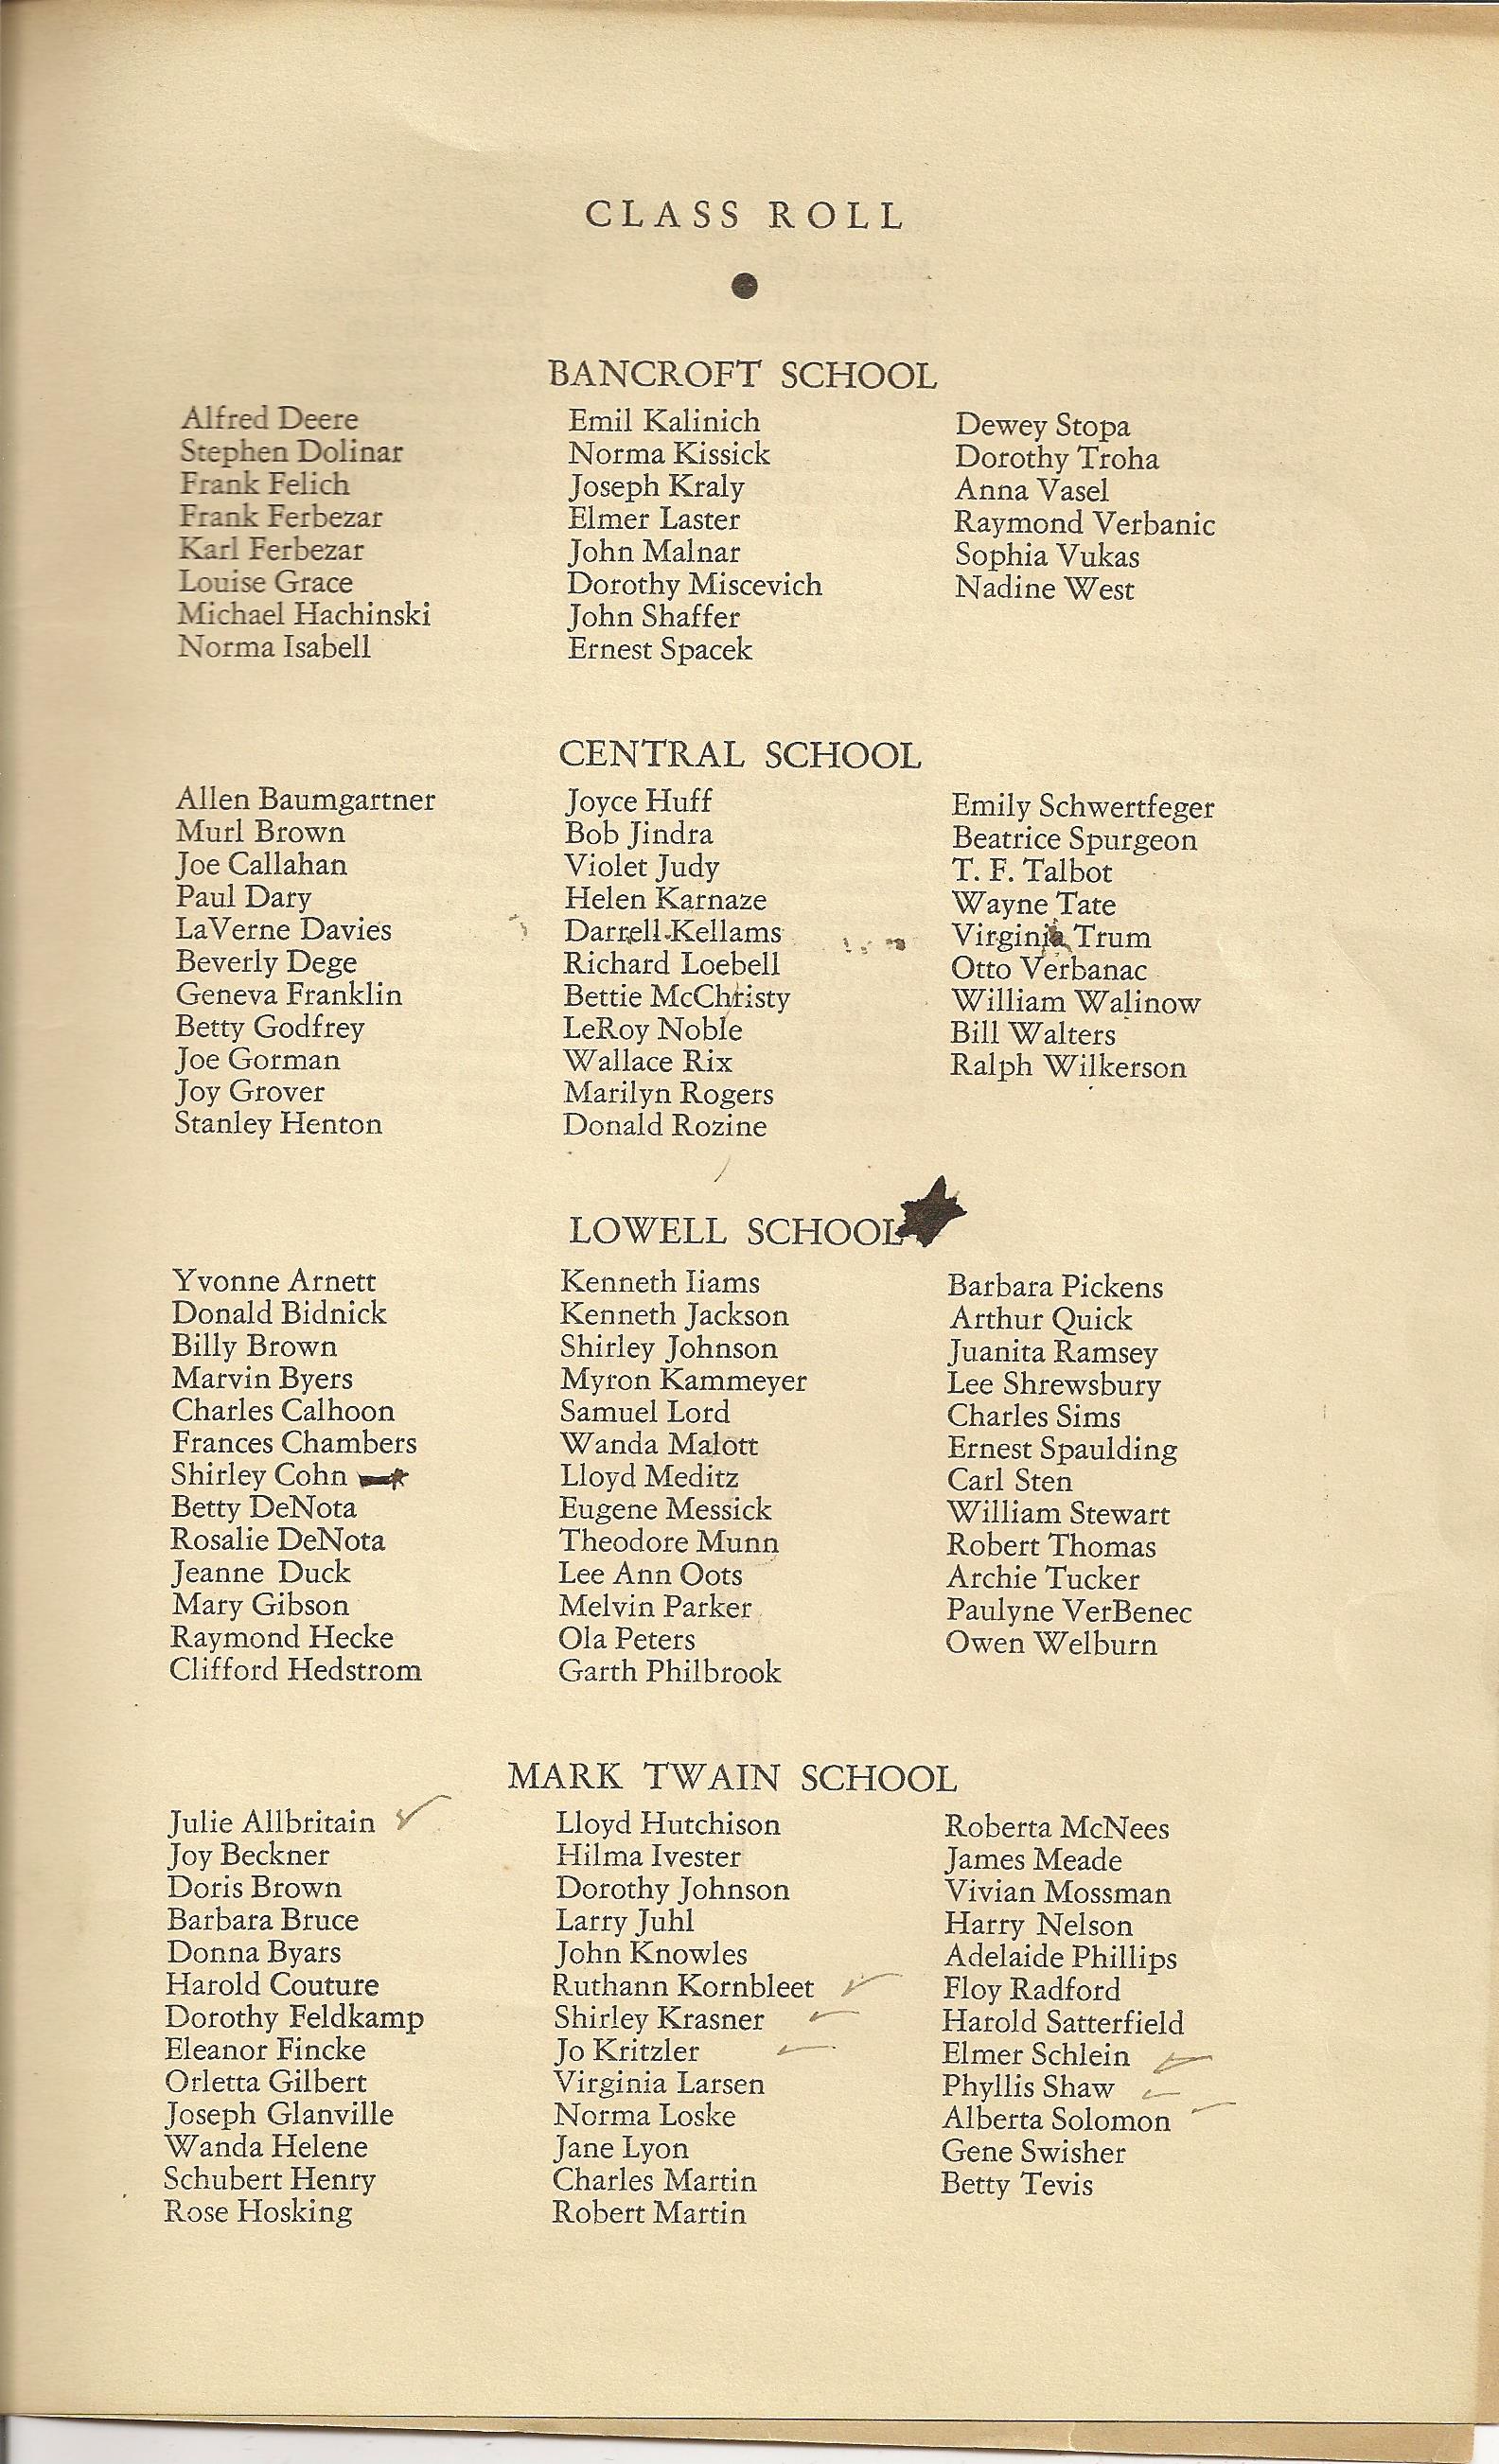 CLASS ROLL
BANCROFT SCHOOL
Alfred Deere
Stephen Dolinar
Frank Felich
Frank Ferbezar
Karl Ferbezar
Louise Grace
Michael Hachinski
Norma Isabell
Emil Kalinich
Norma Kissick
Joseph Kraly
Elmer Laster
John Malnar
Dorothy Miscevich
John Shaffer
Ernest Spacek
Dewey Stopa
Dorothy Troha
Anna Vasel
Raymond Verbanic
Sophia Vukas
Nadine West
CENTRAL SCHOOL
Allen Baumgartner
Murl Brown
Joe Callahan
Paul Dary
LaVerne Davies
Beverly Dege
Geneva Franklin
Betty Godfrey
Joe Gorman
Joy Grover
Stanley Henton
Joyce Huff
Bob Jindra
Violet Judy
Helen Karnaze
Darrell Kellams
Richard Loebell
Bettie McChristy
LeRoy Noble
Wallace Rix
Marilyn Rogers
Donald Rozine
Emily Schwertfeger
Beatrice Spurgeon
T. F. Talbot
Wayne Tate
Virginia Trum
Otto Verbanac
William Walinow
Bill Walters
Ralph Wilkerson
LOWELL SCHOOL
Yvonne Arnett
Donald Bidnick
Billy Brown
Marvin Byers
Charles Calhoon
Frances Chambers
Shirley Cohn
Betty DeNota
Rosalie DeNota
Jeanne Duck
Mary Gibson
Raymond Hecke
Clifford Hedstrom
Kenneth Iiams
Kenneth Jackson
Shirley Johnson
Myron Kammeyer
Samuel Lord
Wanda Malott
Lloyd Meditz
Eugene Messick
Theodore Munn
Lee Ann Oots
Melvin Parker
Ola Peters
Garth Philbrook
Barbara Pickens
Arthur Quick
Juanita Ramsey
Lee Shrewsbury
Charles Sims
Ernest Spaulding
Carl Sten
William Stewart
Robert Thomas
Archie Tucker
Paulyne VerBenec
Owen Welburn
MARK TWAIN SCHOOL
Julie Allbritain
Joy Beckner
Doris Brown
Barbara Bruce
Donna Byars
Harold Couture
Dorothy Feldkamp
Eleanor Fincke
Orletta Gilbert
Joseph Glanville
Wanda Helene
Schubert Henry
Rose Hosking
Lloyd Hutchison
Hilma Ivester
Dorothy Johnson
Larry Juhl
John Knowles
Ruthann Kornbleet
Shirley Krasner
Jo Kritzler
Virginia Larsen
Norma Loske
Jane Lyon
Charles Martin
Robert Martin
Roberta McNees
James Meade
Vivian Mossman
Harry Nelson
Adelaide Phillips
Floy Radford
Harold Satterfield
Elmer Schlein
Phyllis Shaw
Alberta Solomon
Gene Swisher
Betty Tevis